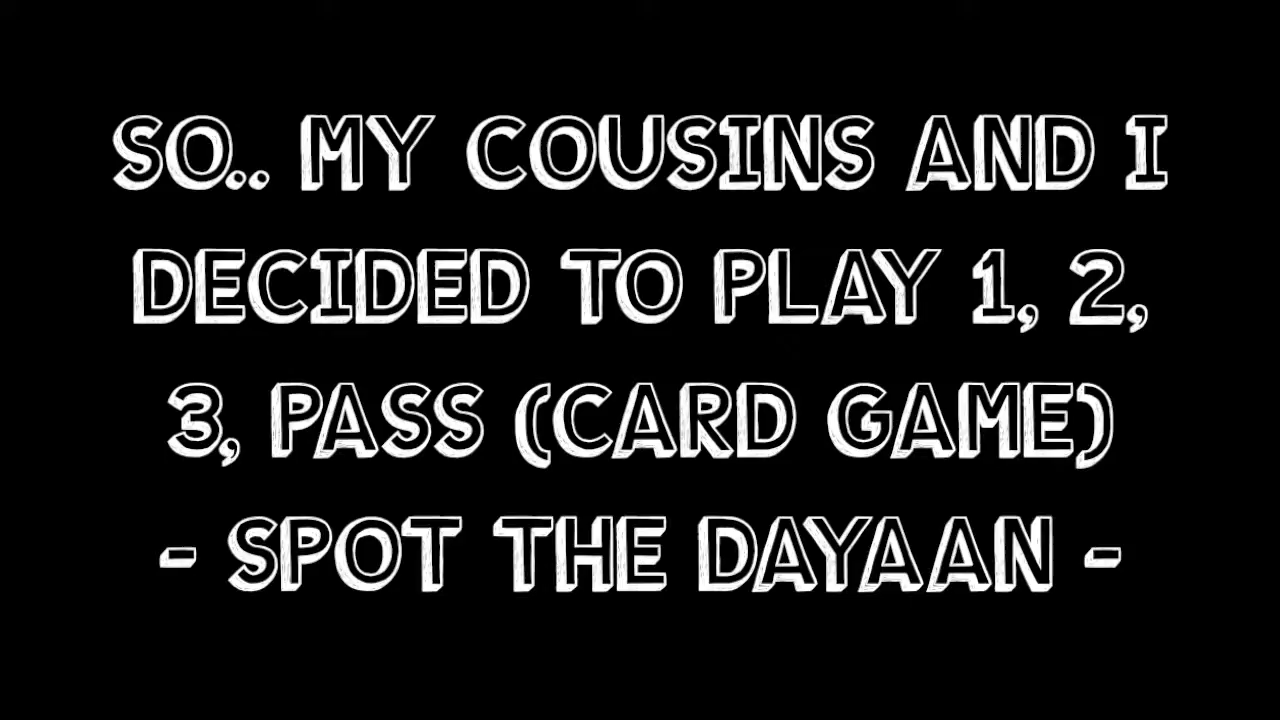 SO.. MY COUSINS AND I
DECIDED TO PLAY 1, 2,
3, PASS (CARD GAME)
- SPOT THE DAYAAN -